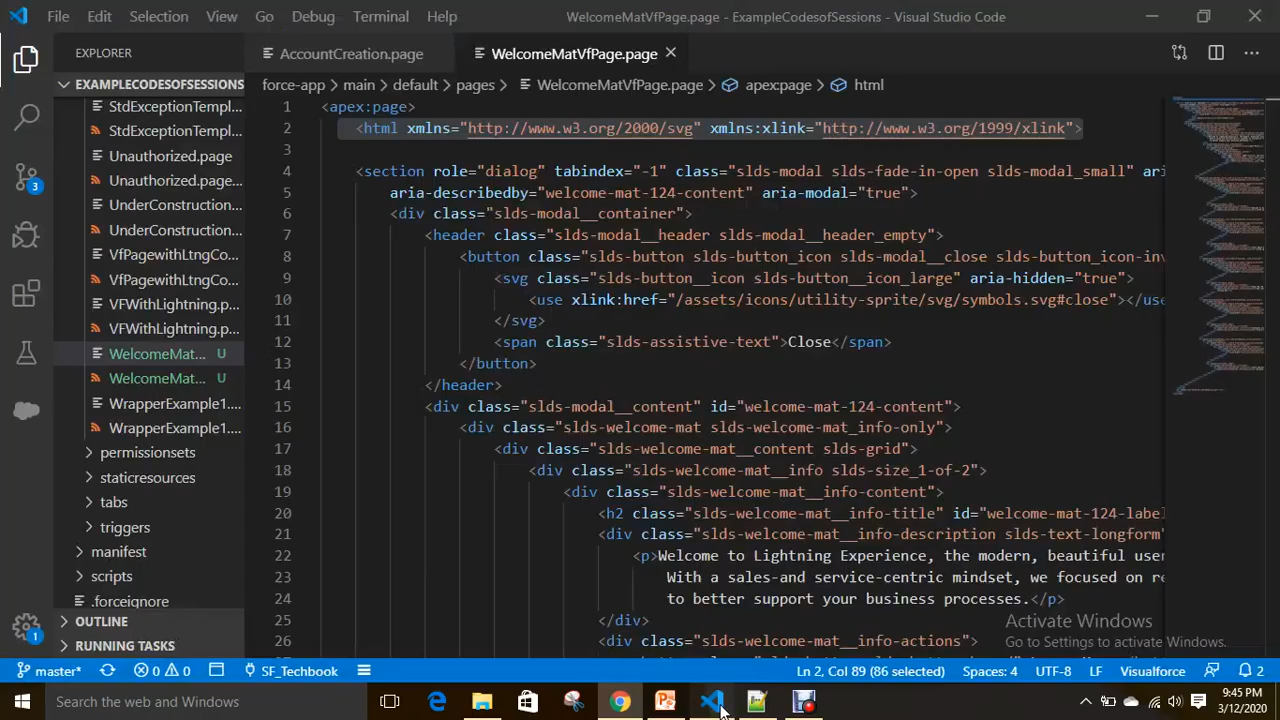 File Edit Selection View Go Debug Terminal Help WelcomeMatVfPage.page - ExampleCodesofSessions - Visual Studio Code
EXPLORER
AccountCreation.page WelcomeMatVfPage.page
EXAMPLECODESOFSESSIONS
force-app > main > default > pages > WelcomeMatVfPage.page > apex:page > html
StdExceptionTempl...
StdExceptionTempl...
Unauthorized.page
Unauthorized.page...
UnderConstruction...
UnderConstruction...
VfPagewithLtngCo...
VfPagewithLtngCo...
VFWithLightning.p...
VFWithLightning.p...
WelcomeMat... U
WelcomeMat... U
WrapperExample1....
WrapperExample1....
permissionsets
staticresources
tabs
triggers
manifest
scripts
.forceignore
OUTLINE
RUNNING TASKS
3
1
1 <apex:page>
2 <html xmlns="http://www.w3.org/2000/svg" xmlns:xlink="http://www.w3.org/1999/xlink">
3
4 <section role="dialog" tabindex="-1" class="slds-modal slds-fade-in-open slds-modal_small" ari
5 aria-describedby="welcome-mat-124-content" aria-modal="true">
6 <div class="slds-modal__container">
7 <header class="slds-modal__header slds-modal__header_empty">
8 <button class="slds-button slds-button_icon slds-modal__close slds-button_icon-inv
9 <svg class="slds-button__icon slds-button__icon_large" aria-hidden="true">
10 <use xlink:href="/assets/icons/utility-sprite/svg/symbols.svg#close"></use
11 </svg>
12 <span class="slds-assistive-text">Close</span>
13 </button>
14 </header>
15 <div class="slds-modal__content" id="welcome-mat-124-content">
16 <div class="slds-welcome-mat slds-welcome-mat_info-only">
17 <div class="slds-welcome-mat__content slds-grid">
18 <div class="slds-welcome-mat__info slds-size_1-of-2">
19 <div class="slds-welcome-mat__info-content">
20 <h2 class="slds-welcome-mat__info-title" id="welcome-mat-124-label
21 <div class="slds-welcome-mat__info-description slds-text-longform"
22 <p>Welcome to Lightning Experience, the modern, beautiful user
23 With a sales-and service-centric mindset, we focused on re
24 to better support your business processes.</p>
25 </div>
26 <div class="slds-welcome-mat__info-actions">
Activate Windows
Go to Settings to activate Windows.
master* 0 0 SF_Techbook Ln 2, Col 89 (86 selected) Spaces: 4 UTF-8 LF Visualforce 2
Search Windows
9:45 PM
3/12/2020